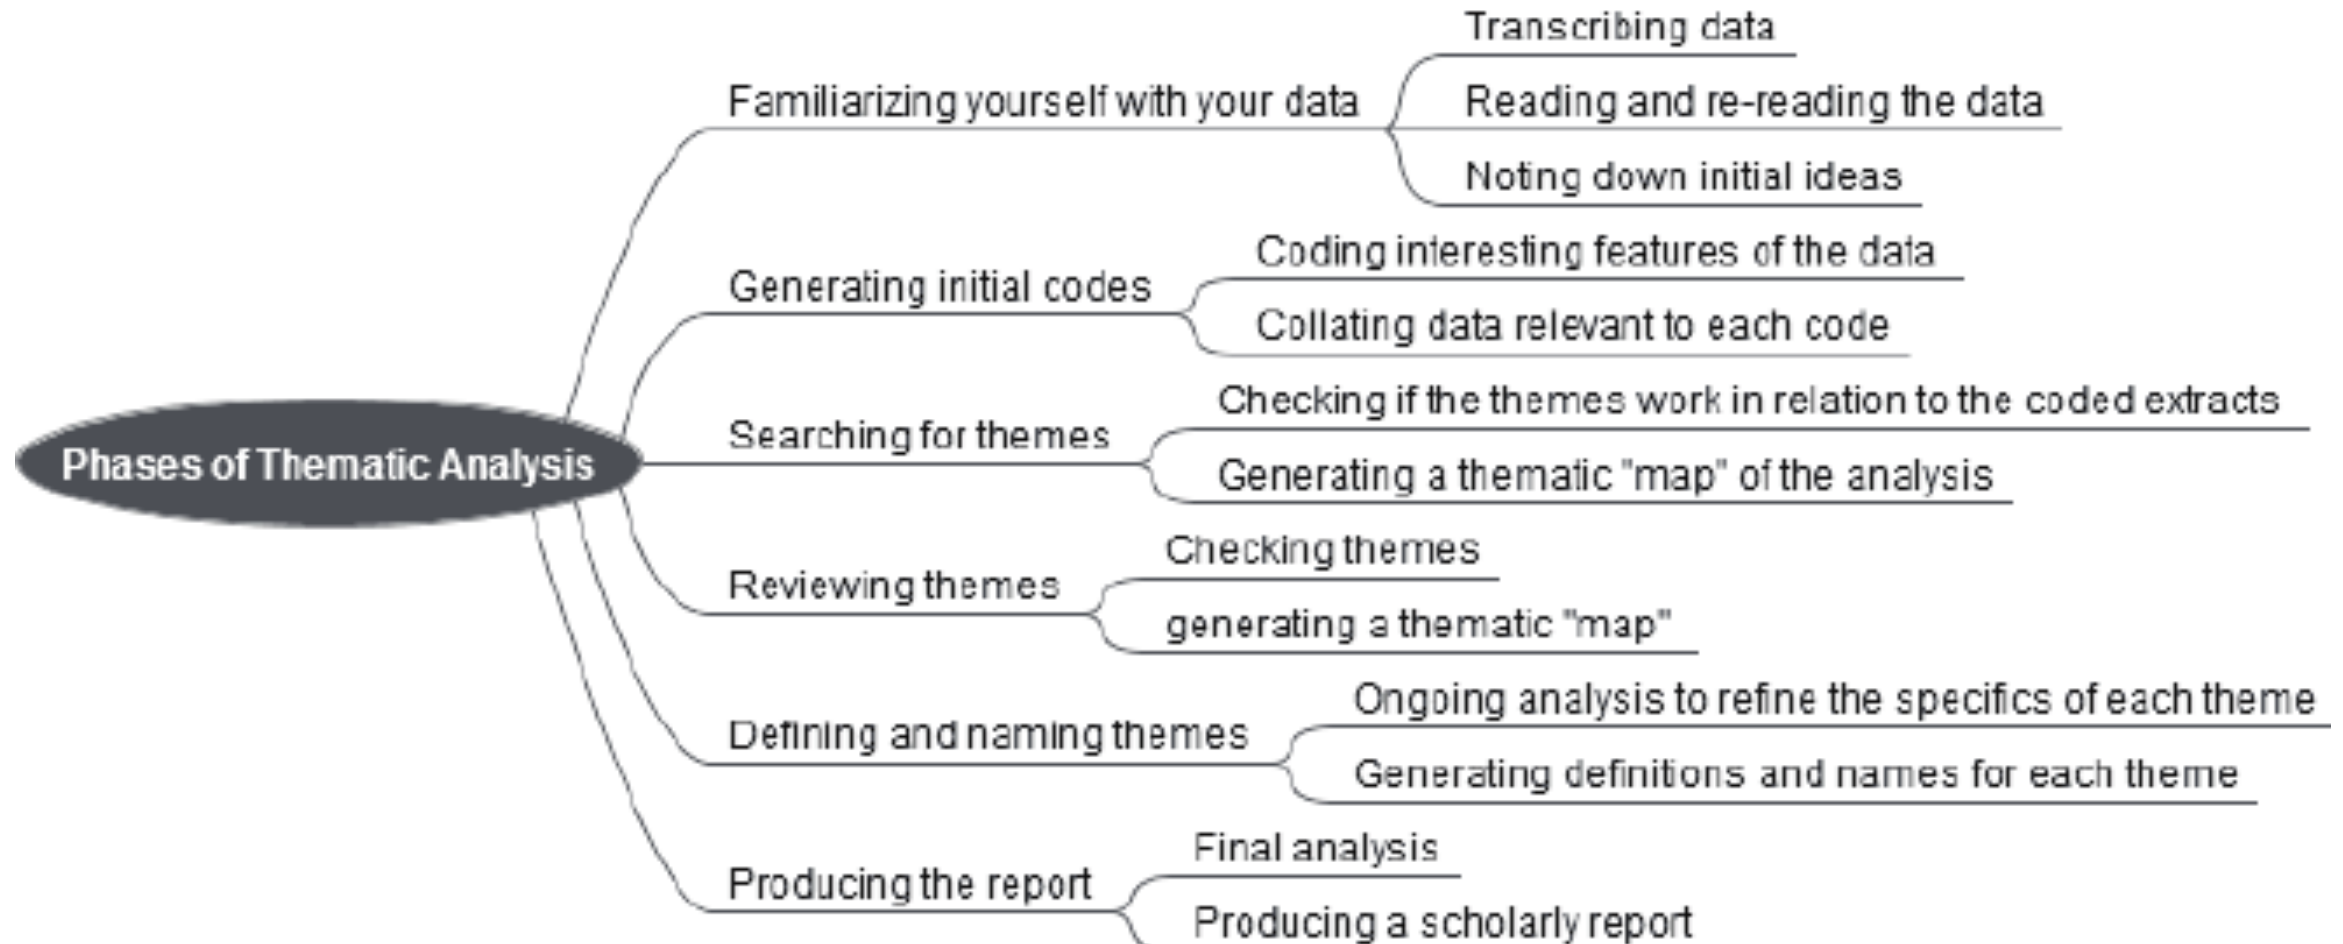 Phases of Thematic Analysis
Familiarizing yourself with your data
Transcribing data
Reading and re-reading the data
Noting down initial ideas
Generating initial codes
Coding interesting features of the data
Collating data relevant to each code
Searching for themes
Checking if the themes work in relation to the coded extracts
Generating a thematic "map" of the analysis
Reviewing themes
Checking themes
generating a thematic "map"
Defining and naming themes
Ongoing analysis to refine the specifics of each theme
Generating definitions and names for each theme
Producing the report
Final analysis
Producing a scholarly report